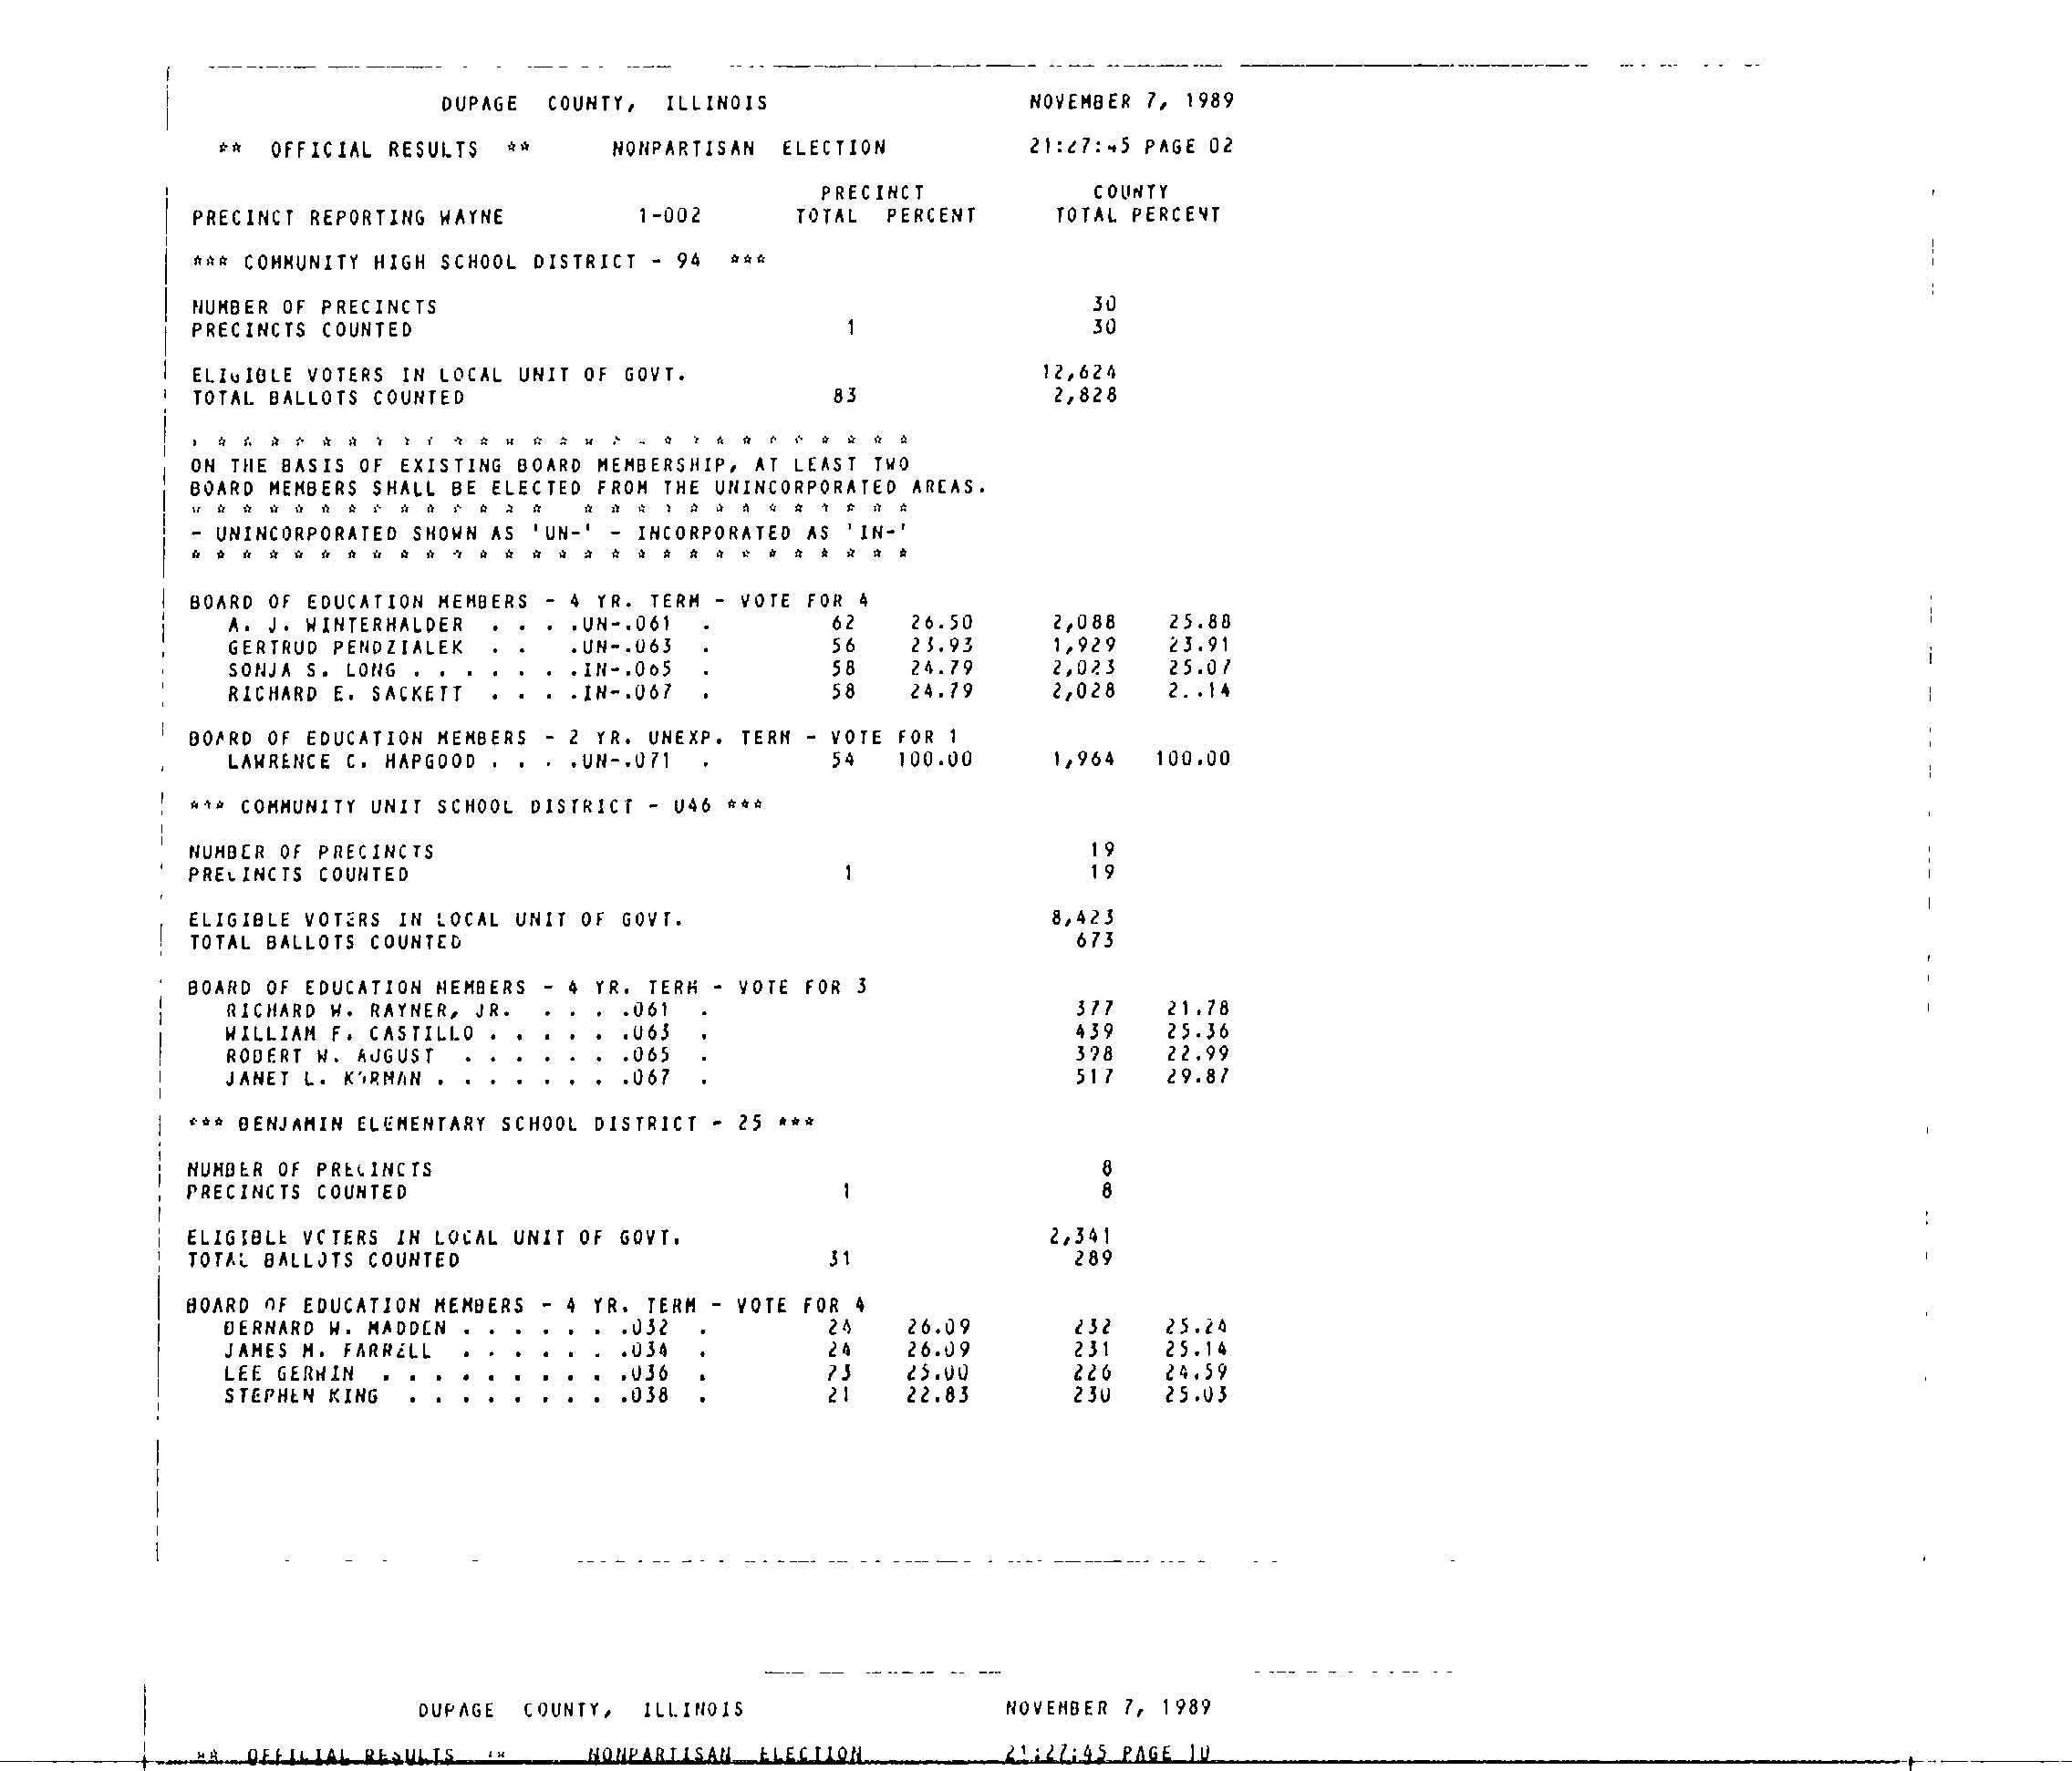 DUPAGE COUNTY, ILLINOIS NOVEMBER 7, 1989
** OFFICIAL RESULTS ** NONPARTISAN ELECTION 21:27:45 PAGE 02
PRECINCT COUNTY
PRECINCT REPORTING WAYNE 1-002 TOTAL PERCENT TOTAL PERCENT
*** COMMUNITY HIGH SCHOOL DISTRICT - 94 ***
NUMBER OF PRECINCTS 30
PRECINCTS COUNTED 1 30
ELIGIBLE VOTERS IN LOCAL UNIT OF GOVT. 12,624
TOTAL BALLOTS COUNTED 83 2,828
* * * * * * * * * * * * * * * * * * * * * * * * * * * *
ON THE BASIS OF EXISTING BOARD MEMBERSHIP, AT LEAST TWO
BOARD MEMBERS SHALL BE ELECTED FROM THE UNINCORPORATED AREAS.
* * * * * * * * * * * * * * * * * * * * * * * * * * *
- UNINCORPORATED SHOWN AS 'UN-' - INCORPORATED AS 'IN-'
* * * * * * * * * * * * * * * * * * * * * * * * * * * *
BOARD OF EDUCATION MEMBERS - 4 YR. TERM - VOTE FOR 4
A. J. WINTERHALDER . . . .UN-.061 . 62 26.50 2,088 25.88
GERTRUD PENDZIALEK . . .UN-.063 . 56 23.93 1,929 23.91
SONJA S. LONG . . . . . . .IN-.065 . 58 24.79 2,023 25.07
RICHARD E. SACKETT . . . .IN-.067 . 58 24.79 2,028 2..14
BOARD OF EDUCATION MEMBERS - 2 YR. UNEXP. TERM - VOTE FOR 1
LAWRENCE C. HAPGOOD . . . .UN-.071 . 54 100.00 1,964 100.00
*** COMMUNITY UNIT SCHOOL DISTRICT - U46 ***
NUMBER OF PRECINCTS 19
PRECINCTS COUNTED 1 19
ELIGIBLE VOTERS IN LOCAL UNIT OF GOVT. 8,423
TOTAL BALLOTS COUNTED 673
BOARD OF EDUCATION MEMBERS - 4 YR. TERM - VOTE FOR 3
RICHARD W. RAYNER, JR. . . . .061 . 377 21.78
WILLIAM F. CASTILLO . . . . . .063 . 439 25.36
ROBERT W. AUGUST . . . . . . .065 . 398 22.99
JANET L. . . . . . . . .067 . 517 29.87
*** BENJAMIN ELEMENTARY SCHOOL DISTRICT - 25 ***
NUMBER OF PRECINCTS 8
PRECINCTS COUNTED 1 8
ELIGIBLE VOTERS IN LOCAL UNIT OF GOVT. 2,341
TOTAL BALLOTS COUNTED 31 289
BOARD OF EDUCATION MEMBERS - 4 YR. TERM - VOTE FOR 4
BERNARD W. MADDEN . . . . . . .032 . 24 26.09 232 25.24
JAMES M. FARRELL . . . . . . .034 . 24 26.09 231 25.14
LEE GERWIN . . . . . . . . . .036 . 23 25.00 226 24.59
STEPHEN KING . . . . . . . . .038 . 21 22.83 230 25.03
DUPAGE COUNTY, ILLINOIS NOVEMBER 7, 1989
** OFFICIAL RESULTS ** NONPARTISAN ELECTION 21:27:45 PAGE 10